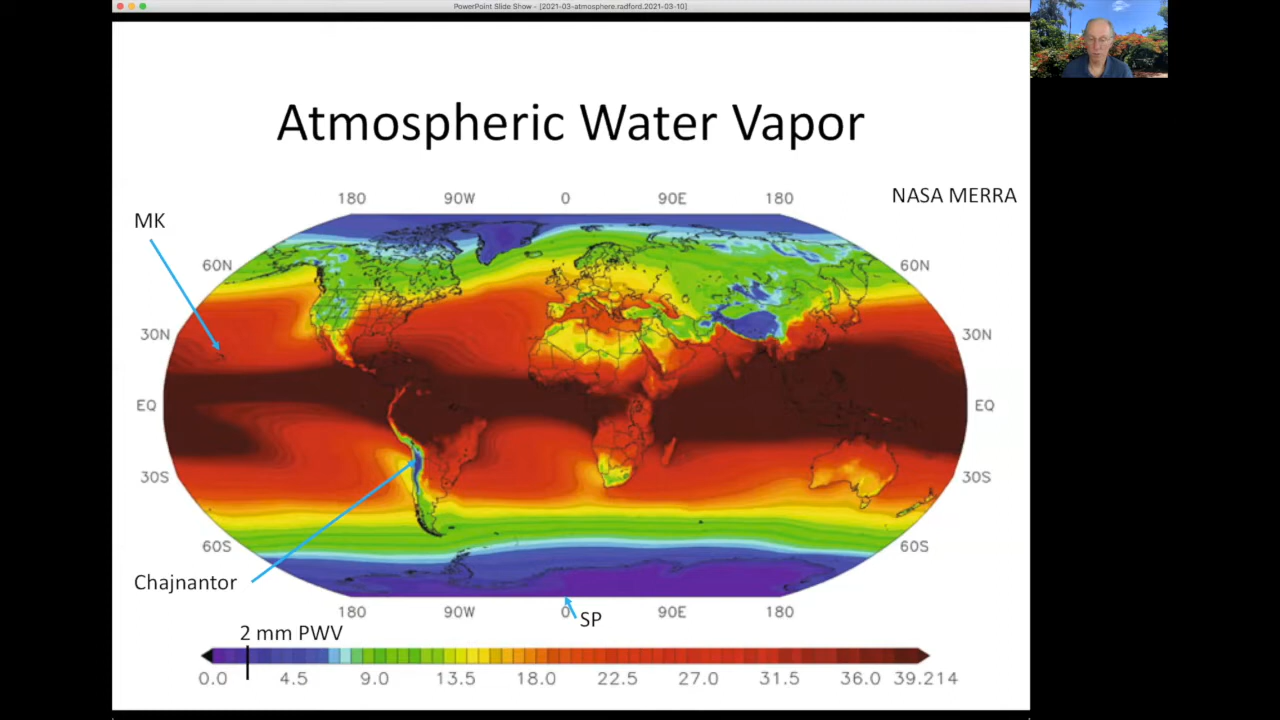 PowerPoint Slide Show - [2021-03-atmosphere.radford.2021-03-10]
Atmospheric Water Vapor
NASA MERRA
180 90W 0 90E 180
MK
60N 60N
30N 30N
EQ EQ
30S 30S
60S 60S
Chajnantor
180 90W 0 90E 180
SP
2 mm PWV
0.0 4.5 9.0 13.5 18.0 22.5 27.0 31.5 36.0 39.214